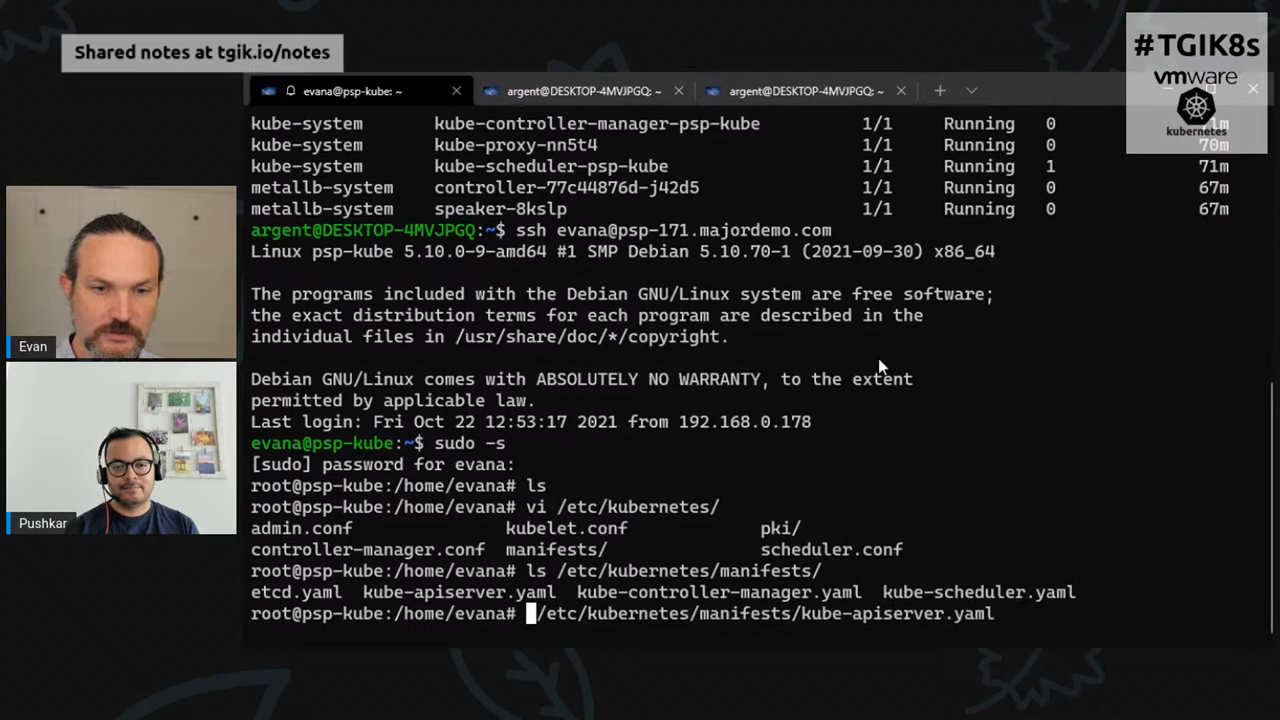 Shared notes at tgik.io/notes
#TGIK8s
vmware
kubernetes
evana@psp-kube: ~
argent@DESKTOP-4MVJPGQ: ~
argent@DESKTOP-4MVJPGQ: ~
kube-system kube-controller-manager-psp-kube 1/1 Running 0
kube-system kube-proxy-nn5t4 1/1 Running 0 70m
kube-system kube-scheduler-psp-kube 1/1 Running 1 71m
metallb-system controller-77c44876d-j42d5 1/1 Running 0 67m
metallb-system speaker-8kslp 1/1 Running 0 67m
argent@DESKTOP-4MVJPGQ:~$ ssh evana@psp-171.majordemo.com
Linux psp-kube 5.10.0-9-amd64 #1 SMP Debian 5.10.70-1 (2021-09-30) x86_64
The programs included with the Debian GNU/Linux system are free software;
the exact distribution terms for each program are described in the
individual files in /usr/share/doc/*/copyright.
Debian GNU/Linux comes with ABSOLUTELY NO WARRANTY, to the extent
permitted by applicable law.
Last login: Fri Oct 22 12:53:17 2021 from 192.168.0.178
evana@psp-kube:~$ sudo -s
[sudo] password for evana:
root@psp-kube:/home/evana# ls
root@psp-kube:/home/evana# vi /etc/kubernetes/
admin.conf kubelet.conf pki/
controller-manager.conf manifests/ scheduler.conf
root@psp-kube:/home/evana# ls /etc/kubernetes/manifests/
etcd.yaml kube-apiserver.yaml kube-controller-manager.yaml kube-scheduler.yaml
root@psp-kube:/home/evana# /etc/kubernetes/manifests/kube-apiserver.yaml
Evan
Pushkar